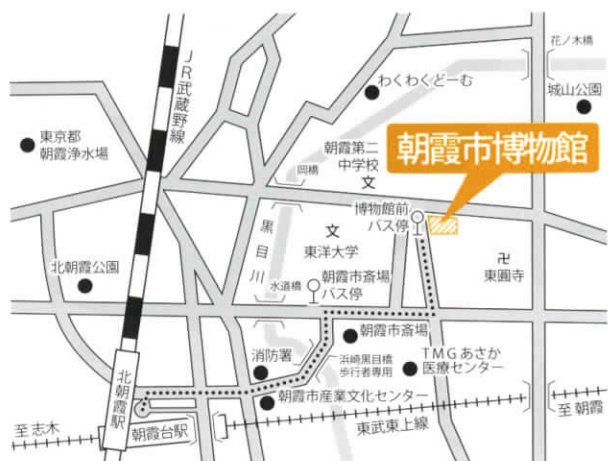 花ノ木橋
JR武蔵野線
わくわくどーむ
城山公園
東京都
朝霞浄水場
朝霞第二
中学校
文
朝霞市博物館
岡橋
博物館前
バス停
文
東洋大学
黒目川
卍
東圓寺
北朝霞公園
水道橋
朝霞市斎場
バス停
朝霞市斎場
消防署
浜崎黒目橋
歩行者専用
TMGあさか
医療センター
北朝霞駅
朝霞市産業文化センター
至朝霞
至志木
朝霞台駅
東武東上線